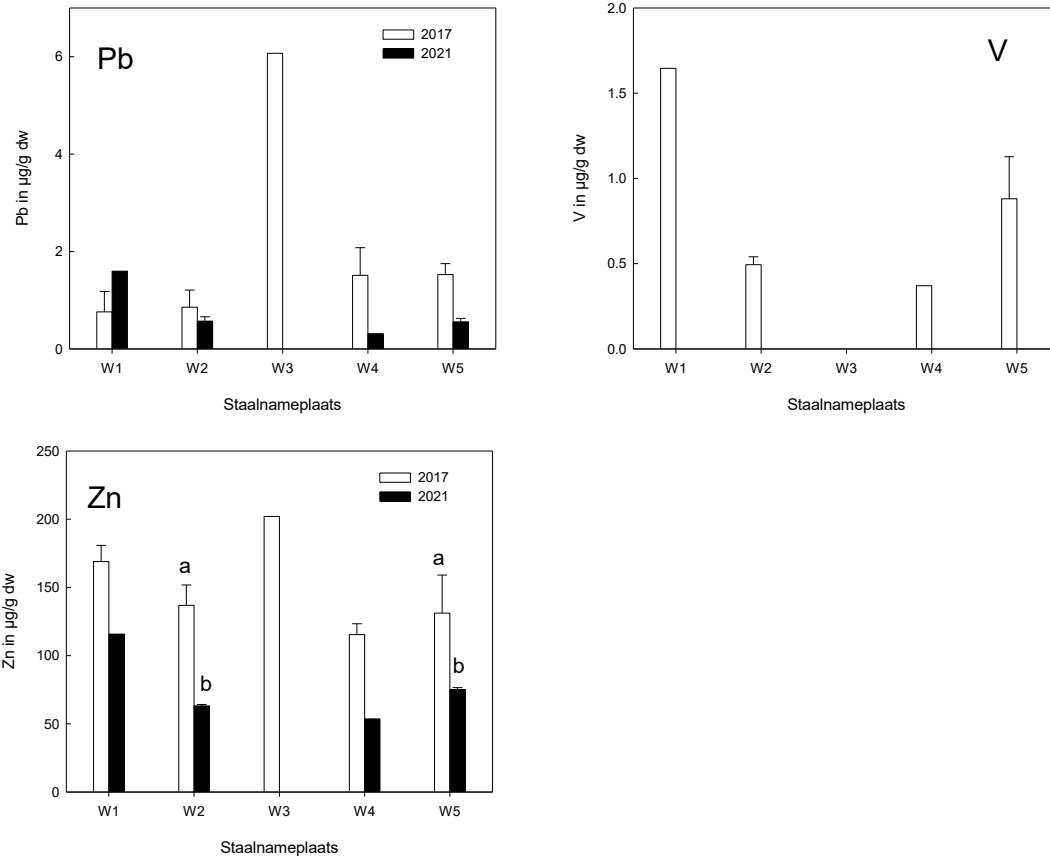 Pb
2017
2021
Pb in µg/g dw
6
4
2
0
W1 W2 W3 W4 W5
Staalnameplaats
V
V in µg/g dw
2.0
1.5
1.0
0.5
0.0
W1 W2 W3 W4 W5
Staalnameplaats
Zn
2017
2021
Zn in µg/g dw
250
200
150
100
50
0
a
b
a
b
W1 W2 W3 W4 W5
Staalnameplaats